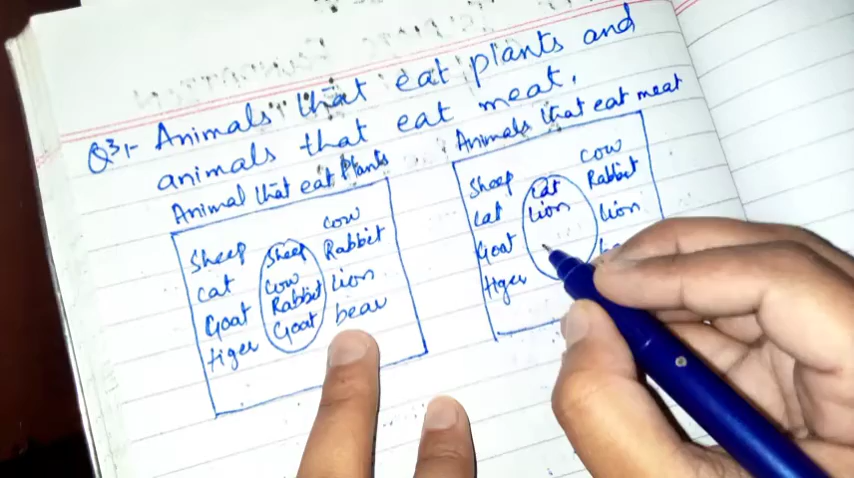 Q3,- Animals that eat plants and
animals that eat meat.
Animal that eat Plants
Sheep
cat
Goat
tiger
Sheep
Cow
Rabbit
Goat
Cow
Rabbit
Lion
bear
Animals that eat meat
Sheep
Cat
Goat
tiger
Cat
Lion
Cow
Rabbit
Lion